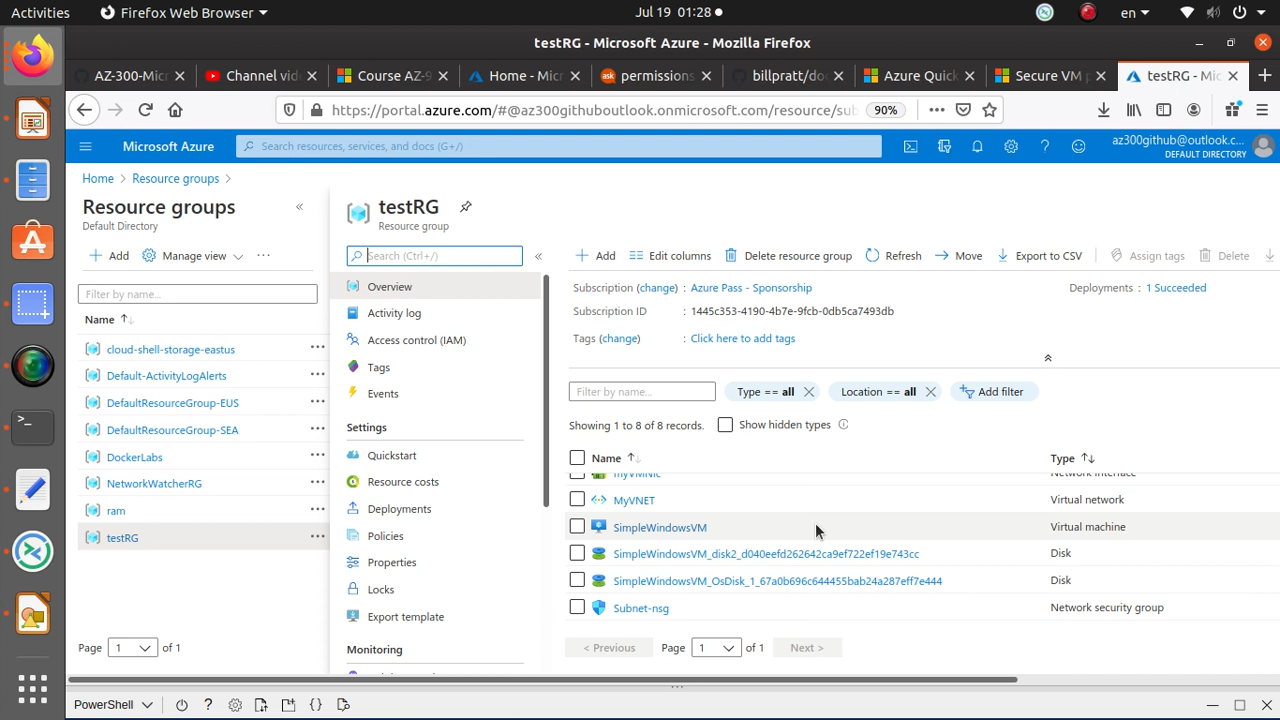 Activities Firefox Web Browser Jul 19 01:28 en
testRG - Microsoft Azure - Mozilla Firefox
AZ-300-Mic Channel vid Course AZ-9 Home - Micr ask permissions billpratt/do Azure Quick Secure VM p testRG - Mic
https://portal.azure.com/#@az300githuboutlook.onmicrosoft.com/resource/sub 90%
Microsoft Azure Search resources, services, and docs (G+/) az300github@outlook.c...
DEFAULT DIRECTORY
Home > Resource groups >
Resource groups
Default Directory
Add Manage view
Filter by name...
Name
cloud-shell-storage-eastus
Default-ActivityLogAlerts
DefaultResourceGroup-EUS
DefaultResourceGroup-SEA
DockerLabs
NetworkWatcherRG
ram
testRG
Page 1 of 1
testRG
Resource group
Search (Ctrl+/)
Overview
Activity log
Access control (IAM)
Tags
Events
Settings
Quickstart
Resource costs
Deployments
Policies
Properties
Locks
Export template
Monitoring
Add Edit columns Delete resource group Refresh Move Export to CSV Assign tags Delete
Subscription (change) : Azure Pass - Sponsorship Deployments : 1 Succeeded
Subscription ID : 1445c353-4190-4b7e-9fcb-0db5ca7493db
Tags (change) : Click here to add tags
Filter by name... Type == all Location == all Add filter
Showing 1 to 8 of 8 records. Show hidden types
Name Type
myVMNic Network interface
MyVNET Virtual network
SimpleWindowsVM Virtual machine
SimpleWindowsVM_disk2_d040eefd262642ca9ef722ef19e743cc Disk
SimpleWindowsVM_OsDisk_1_67a0b696c644455bab24a287eff7e444 Disk
Subnet-nsg Network security group
< Previous Page 1 of 1 Next >
PowerShell